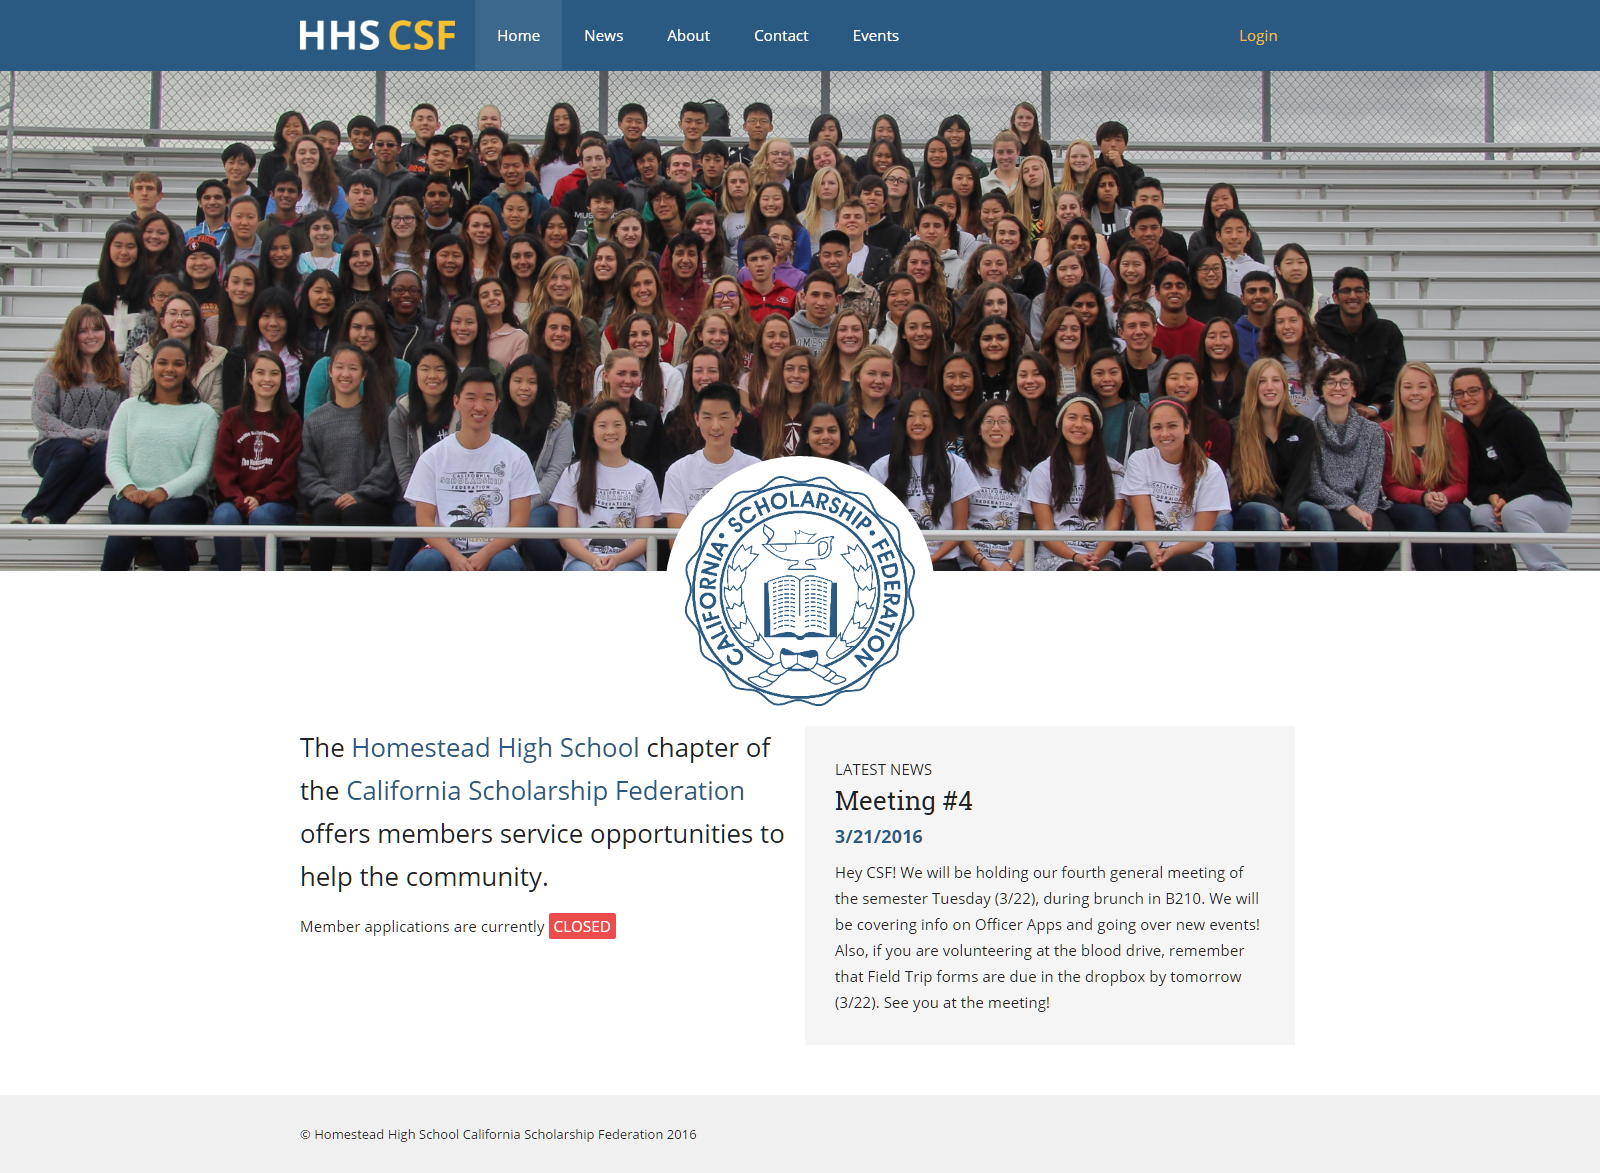 HHS CSF
Home
News
About
Contact
Events
Login
CALIFORNIA
SCHOLARSHIP
FEDERATION
CALIFORNIA • SCHOLARSHIP • FEDERATION
The Homestead High School chapter of
the California Scholarship Federation
offers members service opportunities to
help the community.
Member applications are currently CLOSED
LATEST NEWS
Meeting #4
3/21/2016
Hey CSF! We will be holding our fourth general meeting of
the semester Tuesday (3/22), during brunch in B210. We will
be covering info on Officer Apps and going over new events!
Also, if you are volunteering at the blood drive, remember
that Field Trip forms are due in the dropbox by tomorrow
(3/22). See you at the meeting!
© Homestead High School California Scholarship Federation 2016